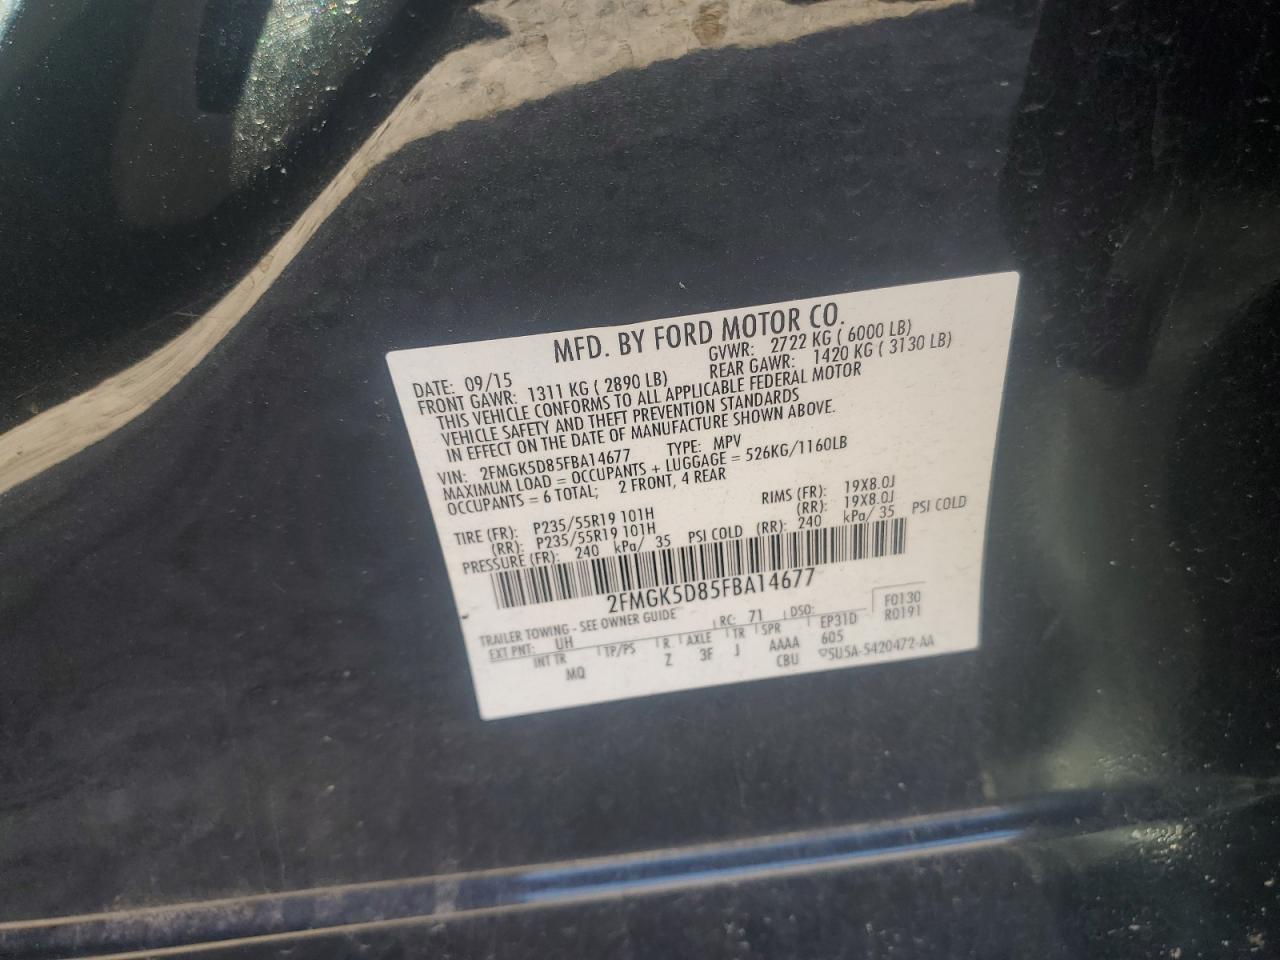 MFD. BY FORD MOTOR CO.
DATE: 09/15 GVWR: 2722 KG ( 6000 LB)
FRONT GAWR: 1311 KG ( 2890 LB) REAR GAWR: 1420 KG ( 3130 LB)
THIS VEHICLE CONFORMS TO ALL APPLICABLE FEDERAL MOTOR
VEHICLE SAFETY AND THEFT PREVENTION STANDARDS
IN EFFECT ON THE DATE OF MANUFACTURE SHOWN ABOVE.
VIN: 2FMGK5D85FBA14677 TYPE: MPV
MAXIMUM LOAD = OCCUPANTS + LUGGAGE = 526KG/1160LB
OCCUPANTS = 6 TOTAL; 2 FRONT, 4 REAR
TIRE (FR): P235/55R19 101H RIMS (FR): 19X8.0J
(RR): P235/55R19 101H (RR): 19X8.0J
PRESSURE (FR): 240 kPa/ 35 PSI COLD (RR): 240 kPa/ 35 PSI COLD
2FMGK5D85FBA14677
TRAILER TOWING - SEE OWNER GUIDE
EXT PNT: UH RC: 71 DSO: F0130
R0191
INT TR TP/PS R AXLE TR SPR EP31D
MQ Z 3F J AAAA 605
CBU 5U5A-5420472-AA